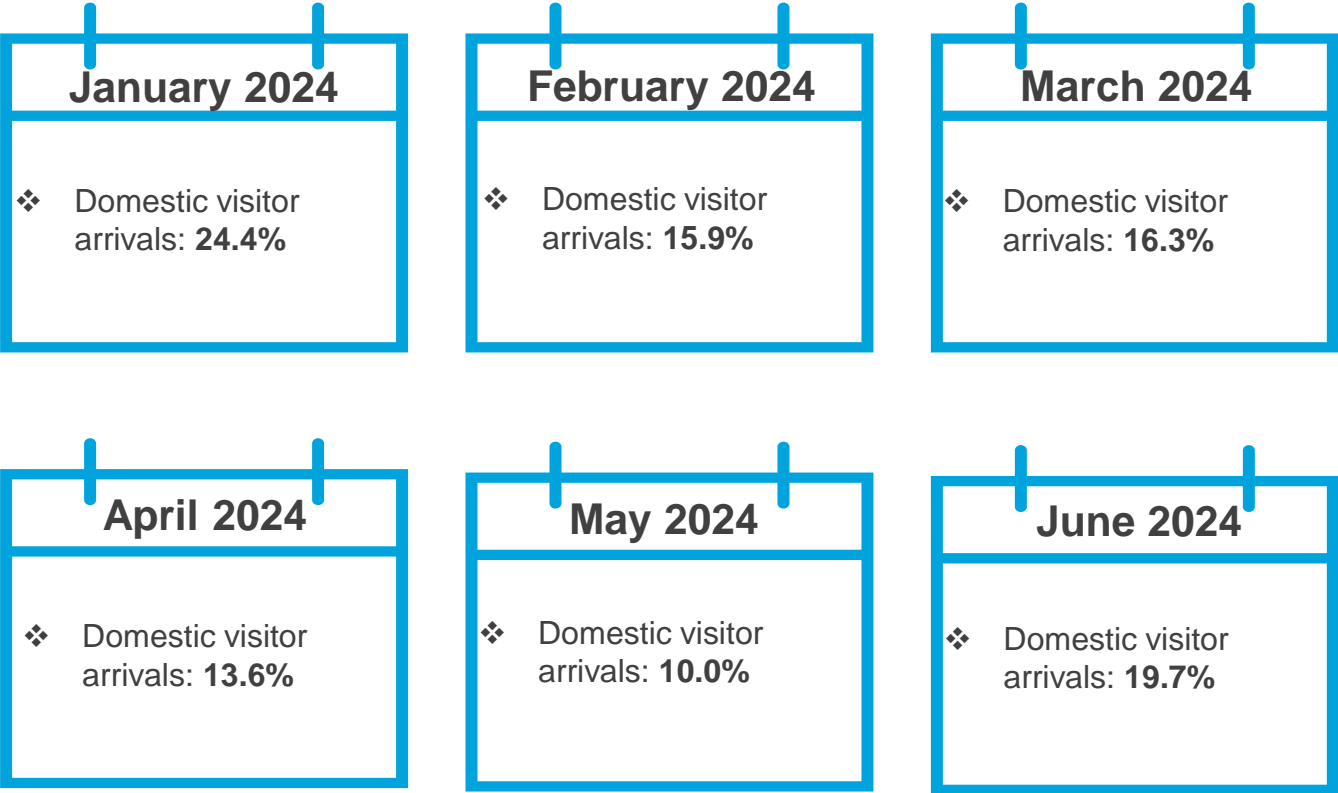 January 2024
❖ Domestic visitor
arrivals: 24.4%
February 2024
❖ Domestic visitor
arrivals: 15.9%
March 2024
❖ Domestic visitor
arrivals: 16.3%
April 2024
❖ Domestic visitor
arrivals: 13.6%
May 2024
❖ Domestic visitor
arrivals: 10.0%
June 2024
❖ Domestic visitor
arrivals: 19.7%